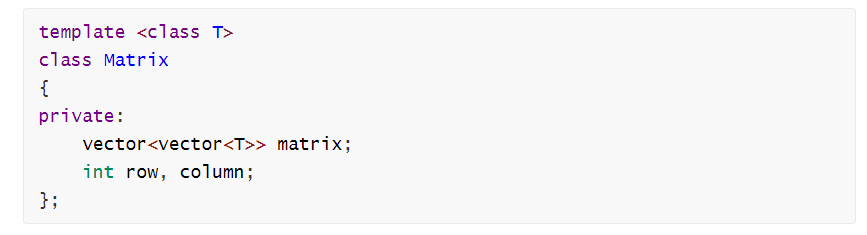 template <class T>
class Matrix
{
private:
    vector<vector<T>> matrix;
    int row, column;
};